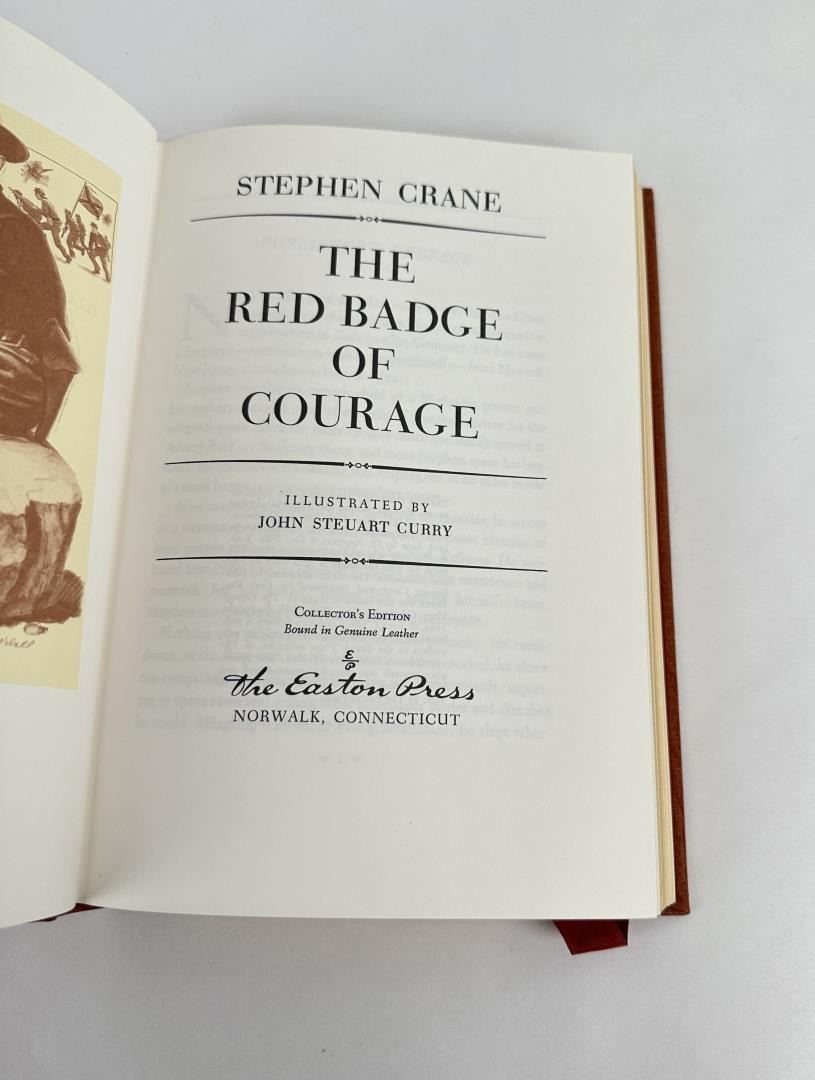 STEPHEN CRANE
THE
RED BADGE
OF
COURAGE
ILLUSTRATED BY
JOHN STEUART CURRY
COLLECTOR'S EDITION
Bound in Genuine Leather
The Easton Press
NORWALK, CONNECTICUT